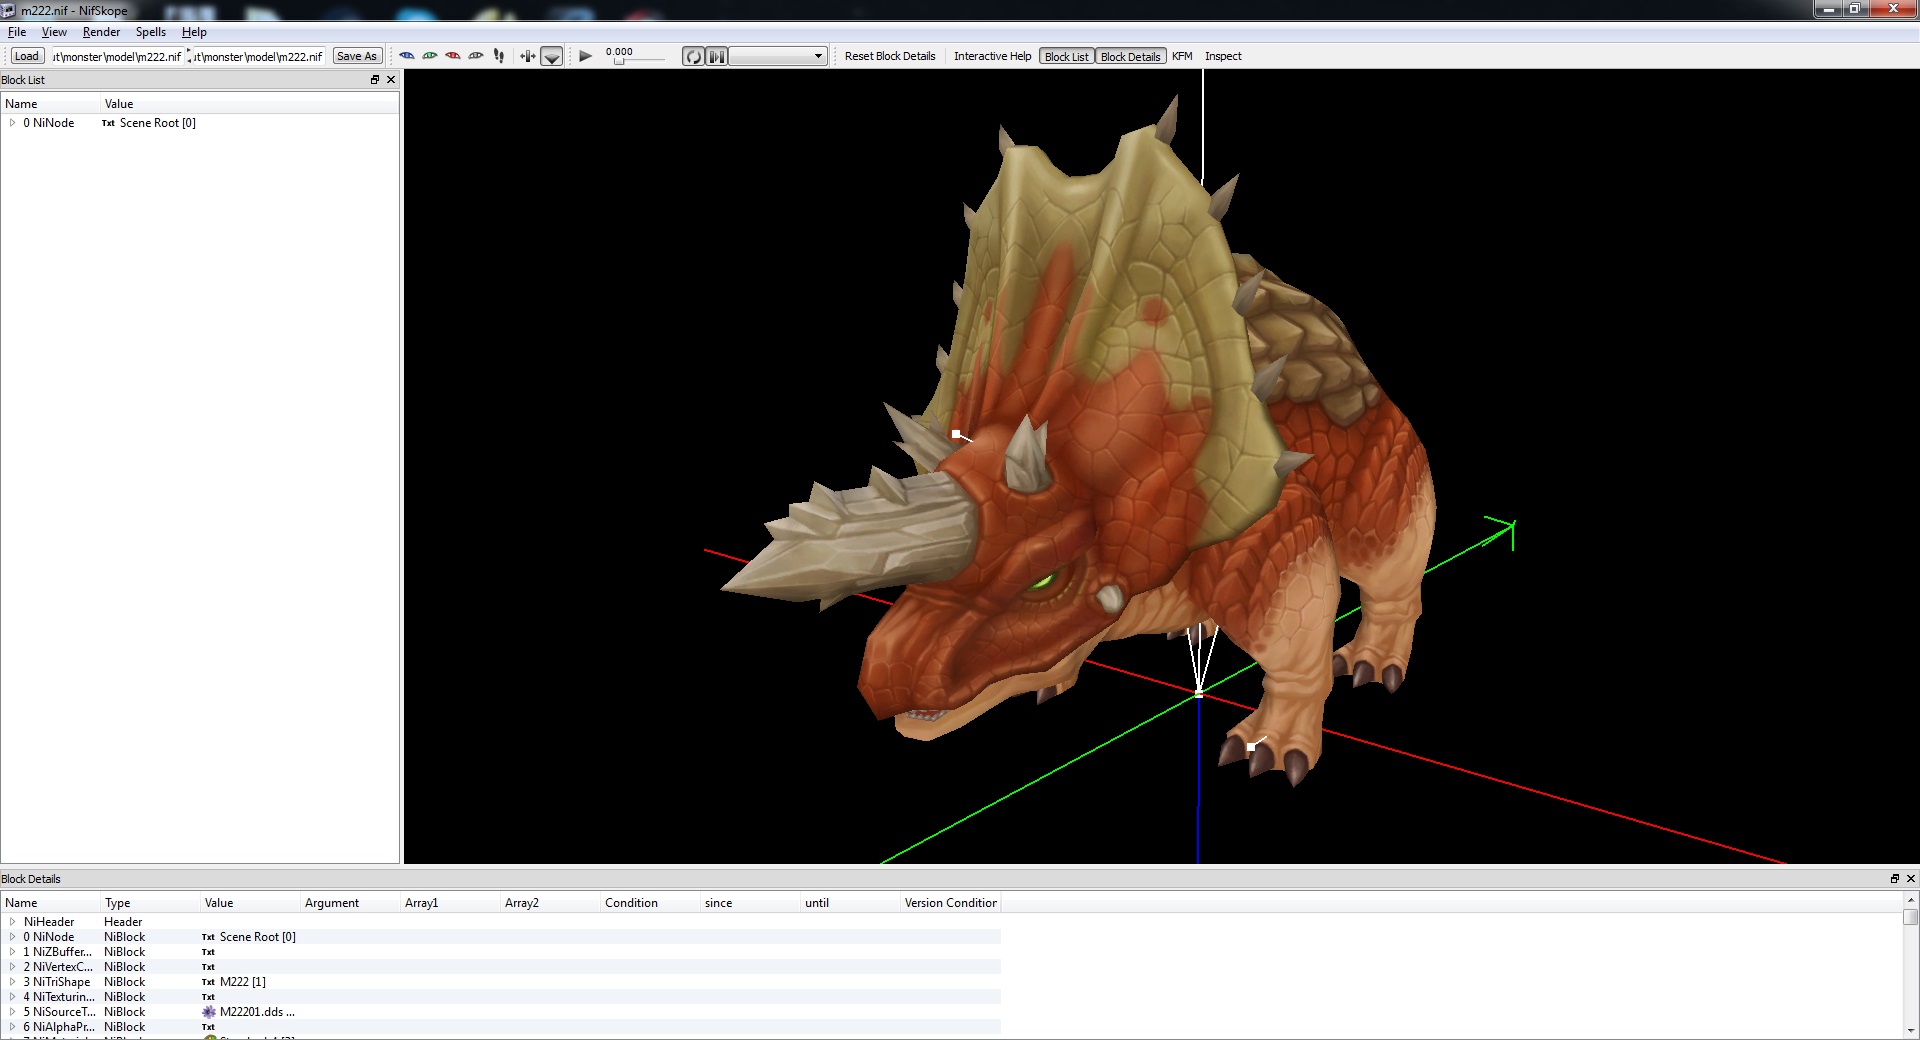 m222.nif - NifSkope
File View Render Spells Help
Load ut\monster\model\m222.nif ut\monster\model\m222.nif Save As 0.000 Reset Block Details Interactive Help Block List Block Details KFM Inspect
Block List
Name Value
0 NiNode Txt Scene Root [0]
Block Details
Name Type Value Argument Array1 Array2 Condition since until Version Condition
NiHeader Header
0 NiNode NiBlock Txt Scene Root [0]
1 NiZBuffer... NiBlock Txt
2 NiVertexC... NiBlock Txt
3 NiTriShape NiBlock Txt M222 [1]
4 NiTexturin... NiBlock Txt
5 NiSourceT... NiBlock M22201.dds ...
6 NiAlphaPr... NiBlock Txt